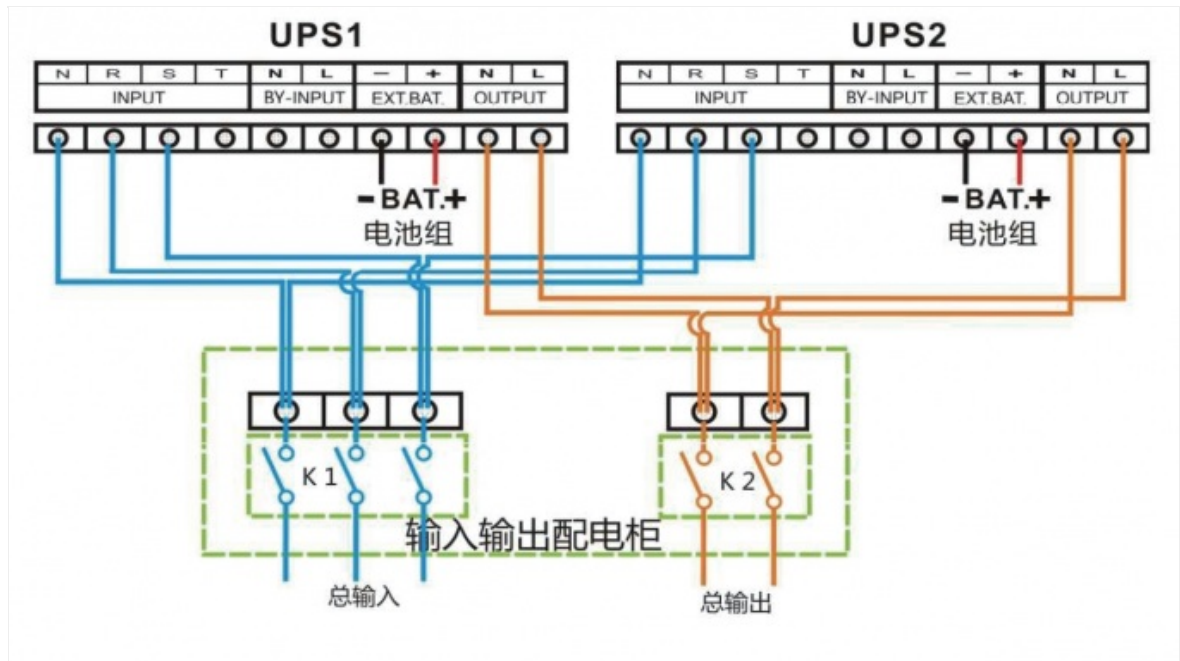 UPS1 UPS2
N R S T N L − + N L N R S T N L − + N L
INPUT BY-INPUT EXT.BAT. OUTPUT INPUT BY-INPUT EXT.BAT. OUTPUT
-BAT.+ -BAT.+
电池组 电池组
K 1 K 2
输入输出配电柜
总输入 总输出